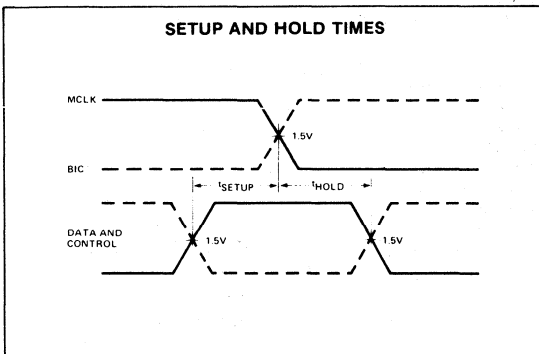 SETUP AND HOLD TIMES
MCLK
1.5V
BIC
tSETUP
tHOLD
DATA AND
CONTROL
1.5V
1.5V